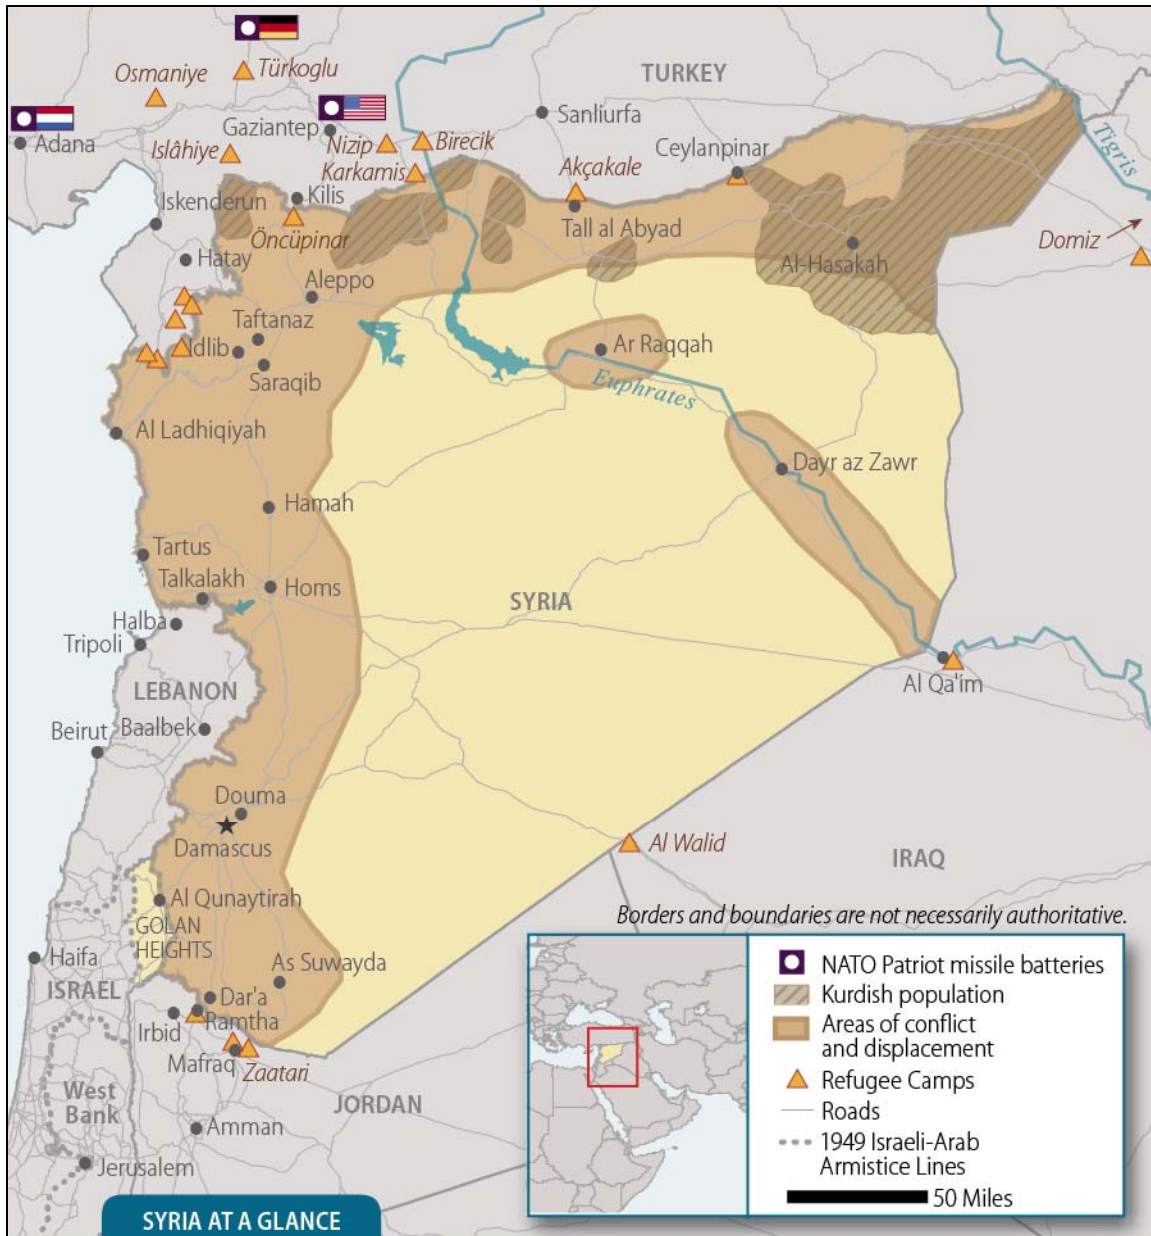 Osmaniye
Türkoglu
TURKEY
Adana
Gaziantep
Sanliurfa
Nizip
Birecik
Islâhiye
Karkamis
Akçakale
Ceylanpinar
Tigris
Iskenderun
Kilis
Öncüpinar
Tall al Abyad
Domiz
Hatay
Al-Hasakah
Aleppo
Taftanaz
Idlib
Ar Raqqah
Saraqib
Euphrates
Al Ladhiqiyah
Dayr az Zawr
Hamah
Tartus
Talkalakh
Homs
SYRIA
Halba
Tripoli
Al Qa'im
LEBANON
Beirut
Baalbek
Douma
Damascus
Al Walid
IRAQ
Al Qunaytirah
GOLAN
HEIGHTS
Borders and boundaries are not necessarily authoritative.
Haifa
As Suwayda
ISRAEL
Dar'a
Irbid
Ramtha
Mafraq
Zaatari
West
Bank
JORDAN
Amman
Jerusalem
NATO Patriot missile batteries
Kurdish population
Areas of conflict
and displacement
Refugee Camps
Roads
1949 Israeli-Arab
Armistice Lines
50 Miles
SYRIA AT A GLANCE